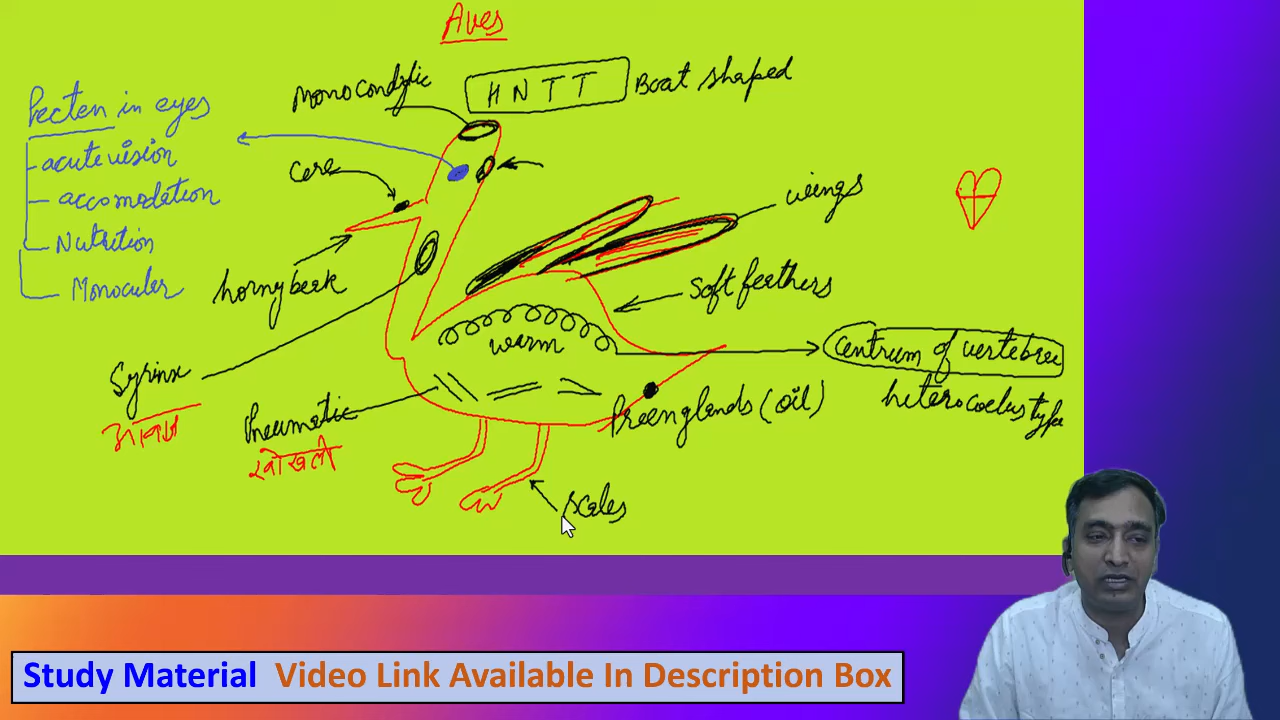 Aves
Monocondylic
H N T T
Boat shaped
Pecten in eyes
- acute vision
- accomodation
- Nutrition
- Monocular
Cere
wings
horny beak
Soft feathers
warm
Centrum of vertebrae
heterocoelus type
Syrinx
आवाज
Pneumatic
खोखली
Preenglands (oil)
scales
Study Material Video Link Available In Description Box